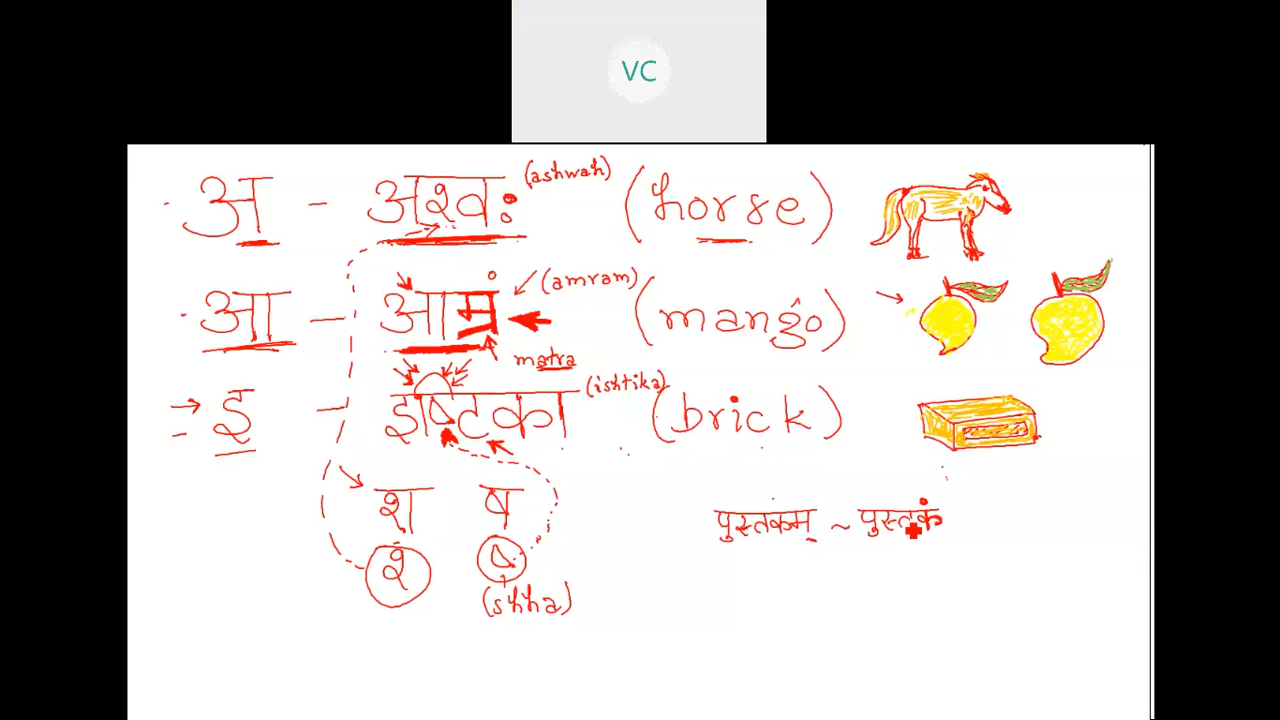 VC
अ - अश्वः (ashwah) (horse)
आ - आम्रं (amram) (mango)
matra
इ - इष्टिका (ishtika) (brick)
श ष
पुस्तकम् ~ पुस्तकं
श् ष्
(shha)